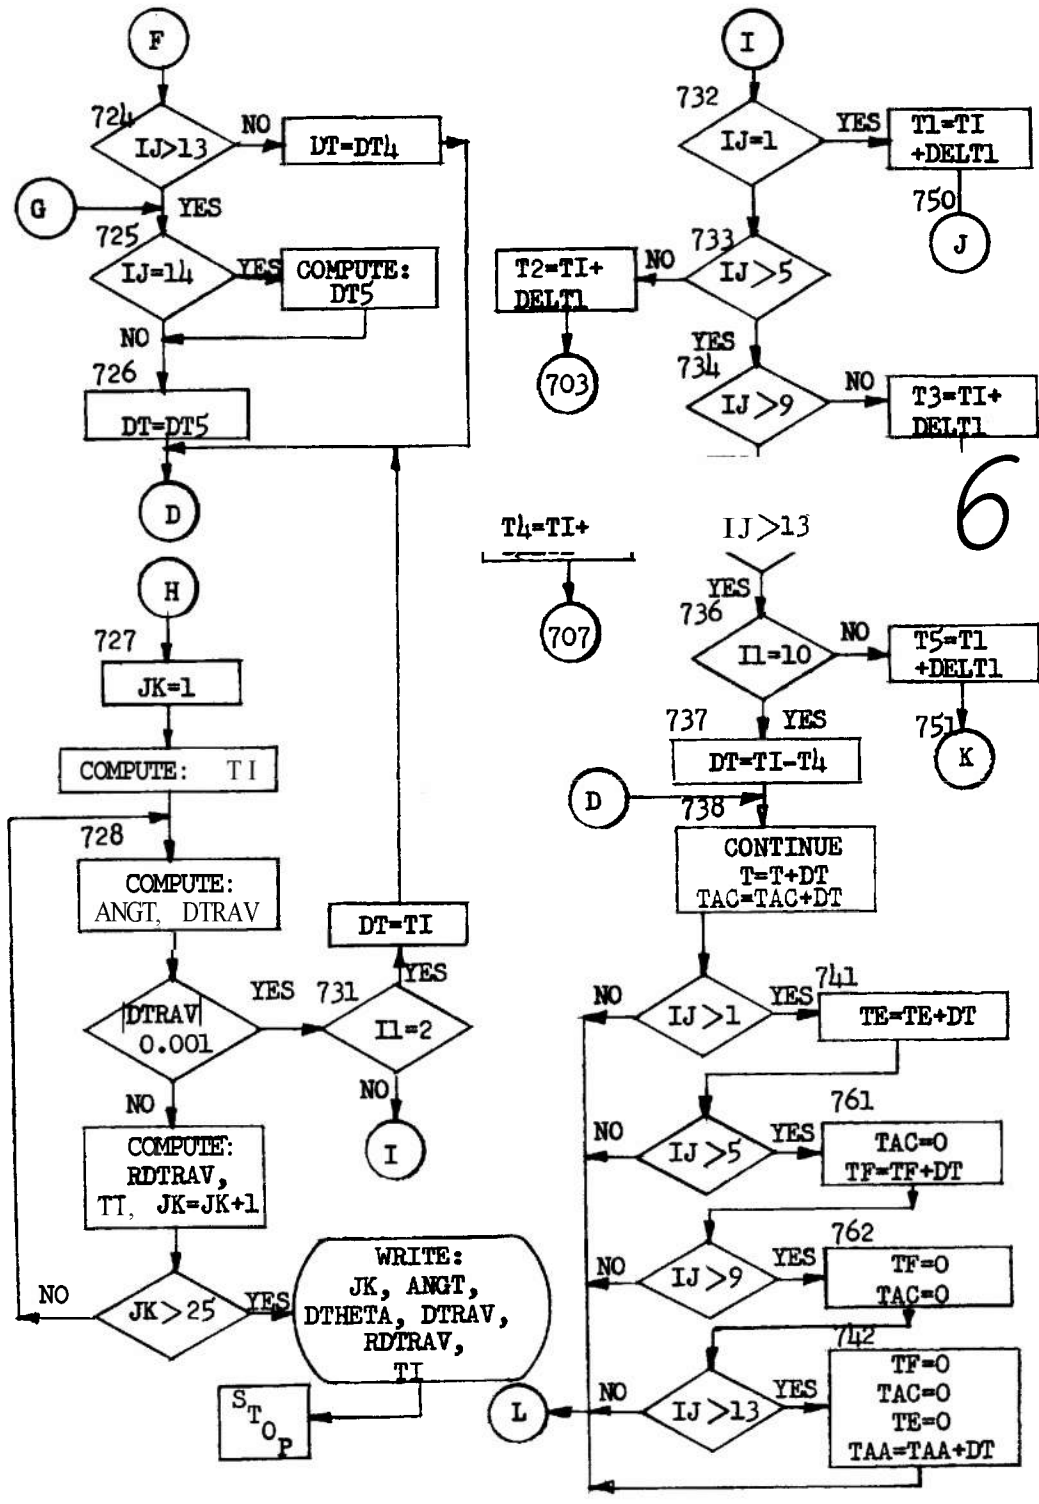 F
724
IJ>13
NO
DT=DT4
G
YES
725
IJ=14
YES
COMPUTE:
DT5
NO
726
DT=DT5
D
H
727
JK=1
COMPUTE: TI
728
COMPUTE:
ANGT, DTRAV
DT=TI
YES
|DTRAV|
0.001
YES
731
I1=2
NO
I
NO
COMPUTE:
RDTRAV,
TI, JK=JK+1
NO
JK>25
YES
WRITE:
JK, ANGT,
DTHETA, DTRAV,
RDTRAV,
TI
STOP
I
732
IJ=1
YES
T1=TI
+DELT1
750
J
733
IJ>5
NO
T2=TI+
DELT1
703
YES
734
IJ>9
NO
T3=TI+
DELT1
6
T4=TI+
707
IJ>13
YES
736
I1=10
NO
T5=T1
+DELT1
751
K
737
YES
DT=TI-T4
D
738
CONTINUE
T=T+DT
TAC=TAC+DT
NO
IJ>1
YES
741
TE=TE+DT
NO
IJ>5
YES
761
TAC=0
TF=TF+DT
NO
IJ>9
YES
762
TF=0
TAC=0
L
NO
IJ>13
YES
742
TF=0
TAC=0
TE=0
TAA=TAA+DT